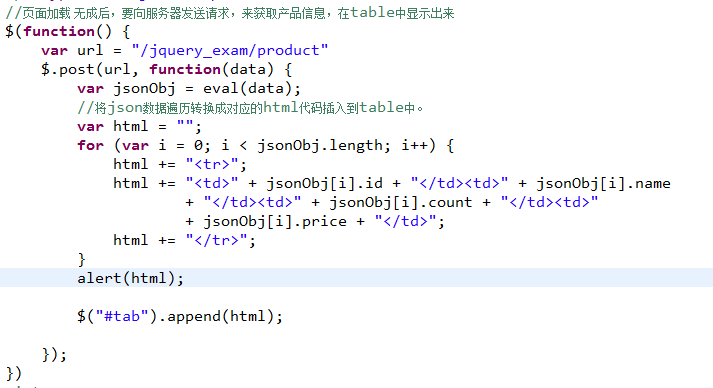 //页面加载 无成后，要向服务器发送请求，来获取产品信息，在table中显示出来
$(function() {
    var url = "/jquery_exam/product"
    $.post(url, function(data) {
        var jsonObj = eval(data);
        //将json数据遍历转换成对应的html代码插入到table中。
        var html = "";
        for (var i = 0; i < jsonObj.length; i++) {
            html += "<tr>";
            html += "<td>" + jsonObj[i].id + "</td><td>" + jsonObj[i].name
                    + "</td><td>" + jsonObj[i].count + "</td><td>"
                    + jsonObj[i].price + "</td>";
            html += "</tr>";
        }
        alert(html);
        $("#tab").append(html);
    });
})